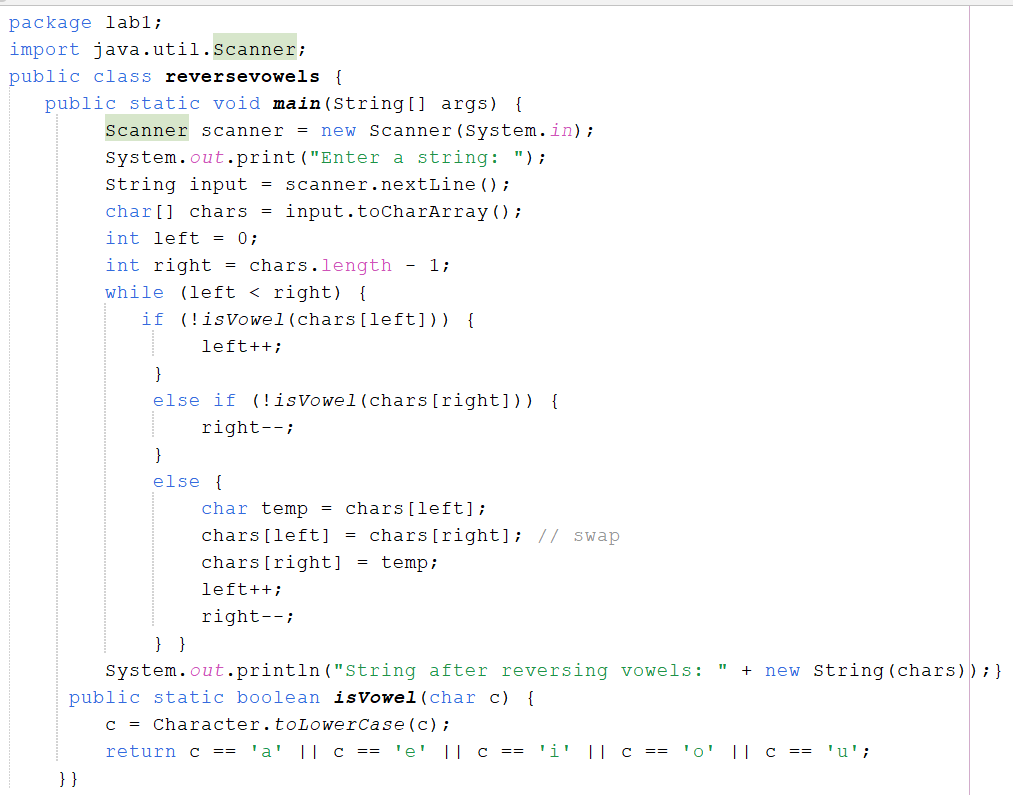 package lab1;
import java.util.Scanner;
public class reversevowels {
public static void main(String[] args) {
Scanner scanner = new Scanner(System.in);
System.out.print("Enter a string: ");
String input = scanner.nextLine();
char[] chars = input.toCharArray();
int left = 0;
int right = chars.length - 1;
while (left < right) {
if (!isVowel(chars[left])) {
left++;
}
else if (!isVowel(chars[right])) {
right--;
}
else {
char temp = chars[left];
chars[left] = chars[right]; // swap
chars[right] = temp;
left++;
right--;
} }
System.out.println("String after reversing vowels: " + new String(chars));}
public static boolean isVowel(char c) {
c = Character.toLowerCase(c);
return c == 'a' || c == 'e' || c == 'i' || c == 'o' || c == 'u';
}}